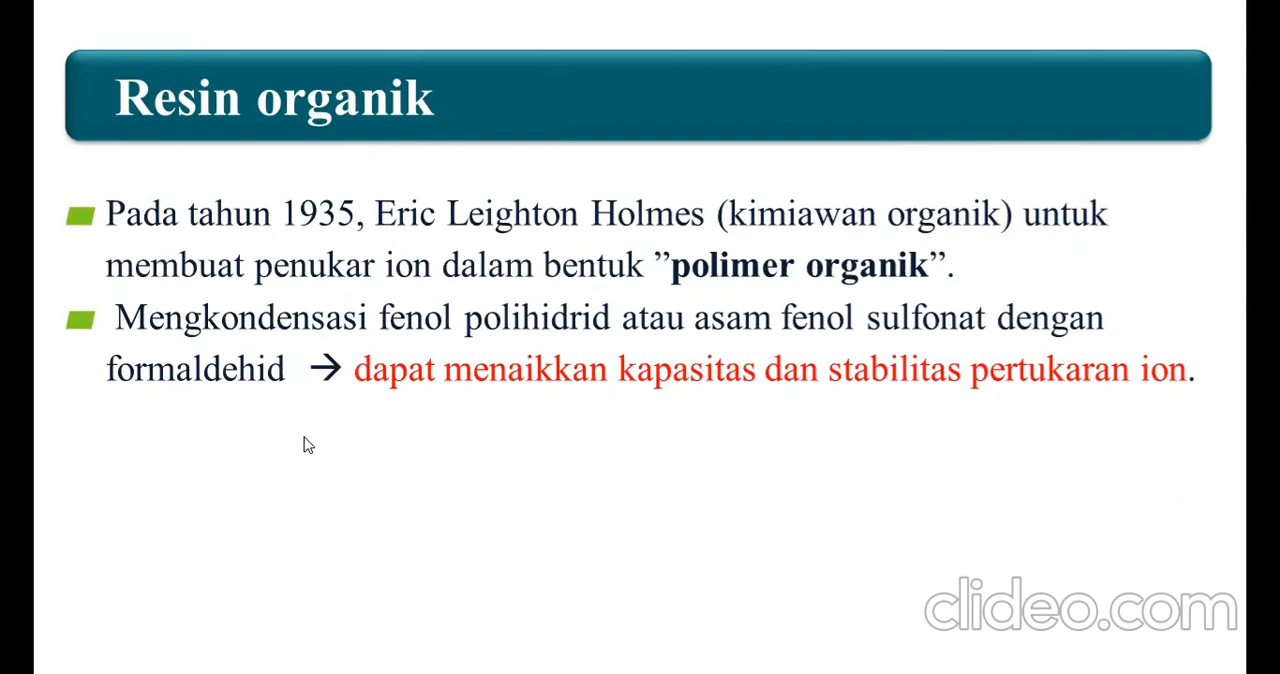 Resin organik
Pada tahun 1935, Eric Leighton Holmes (kimiawan organik) untuk
membuat penukar ion dalam bentuk ”polimer organik”.
Mengkondensasi fenol polihidrid atau asam fenol sulfonat dengan
formaldehid → dapat menaikkan kapasitas dan stabilitas pertukaran ion.
clideo.com